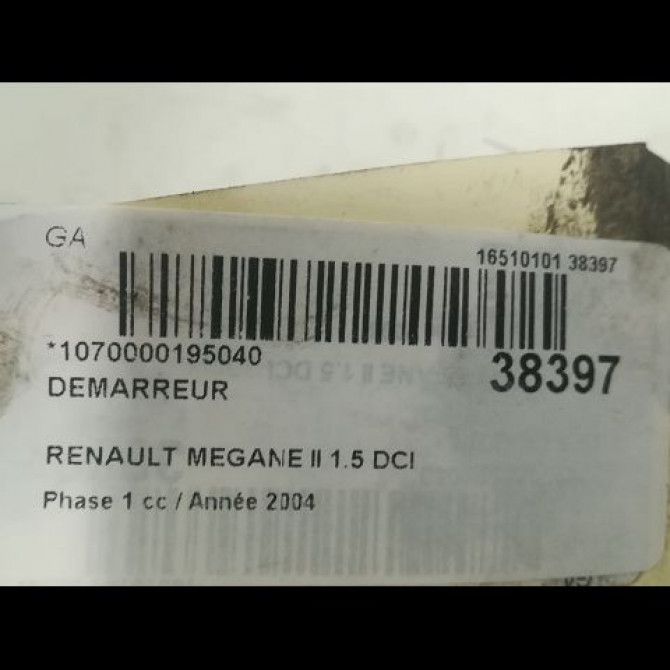 GA
16510101 38397
*1070000195040
38397
DEMARREUR
RENAULT MEGANE II 1.5 DCI
Phase 1 cc / Année 2004